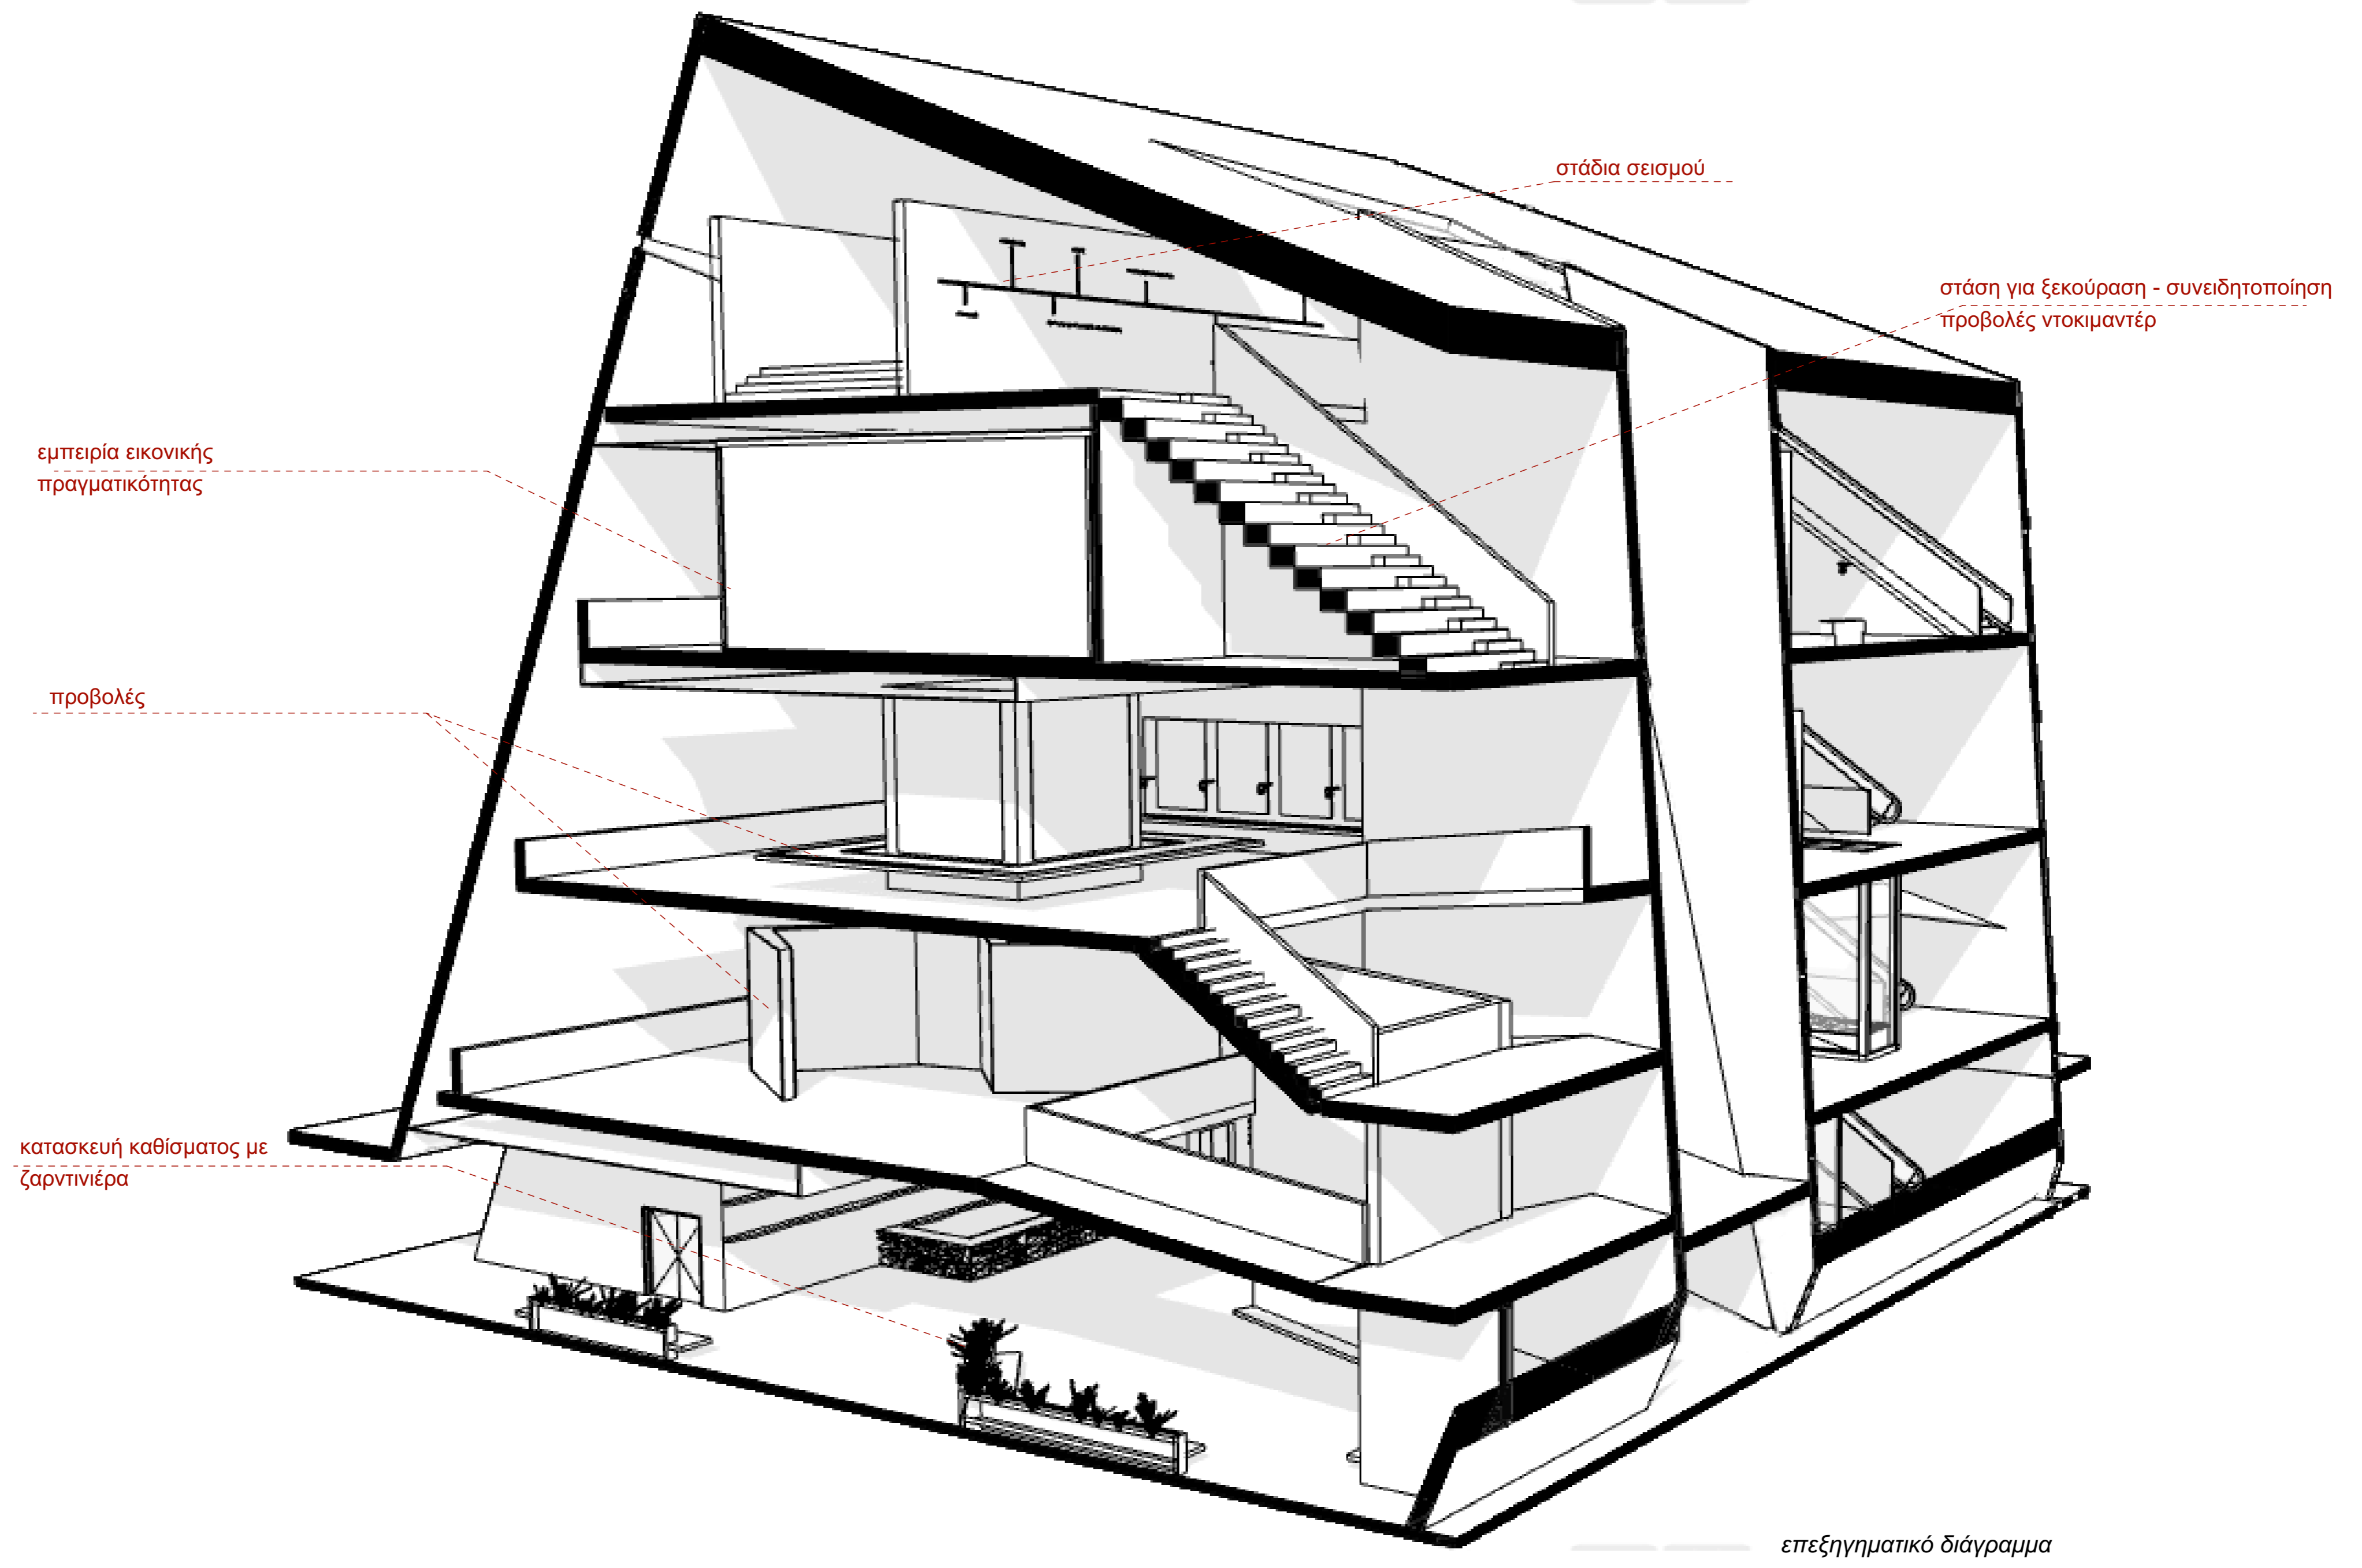 στάδια σεισμού
στάση για ξεκούραση - συνειδητοποίηση
προβολές ντοκιμαντέρ
εμπειρία εικονικής
πραγματικότητας
προβολές
κατασκευή καθίσματος με
ζαρντινιέρα
επεξηγηματικό διάγραμμα